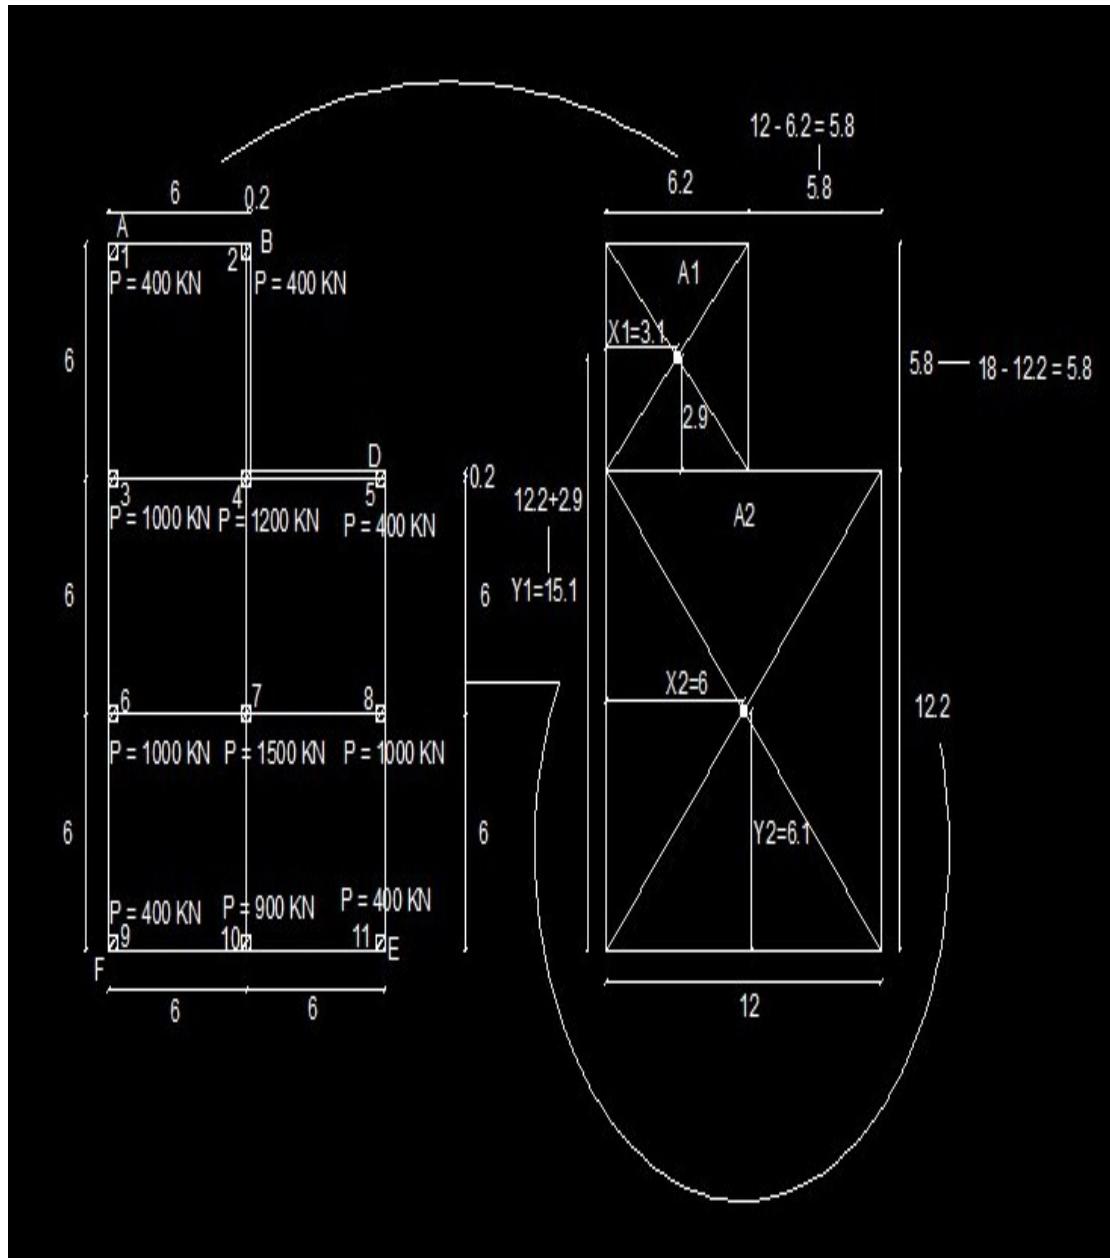 12 - 6.2 = 5.8
6 0.2
6.2 5.8
A B
1 2
P = 400 KN P = 400 KN
A1
6
X1=3.1
5.8 18 - 12.2 = 5.8
2.9
D
0.2
3 4 5
P = 1000 KN P = 1200 KN P = 400 KN
12.2+2.9
A2
6
6 Y1=15.1
X2=6
6 7 8
12.2
P = 1000 KN P = 1500 KN P = 1000 KN
6
6
Y2=6.1
P = 400 KN P = 900 KN P = 400 KN
9 10 11
F E
6 6
12